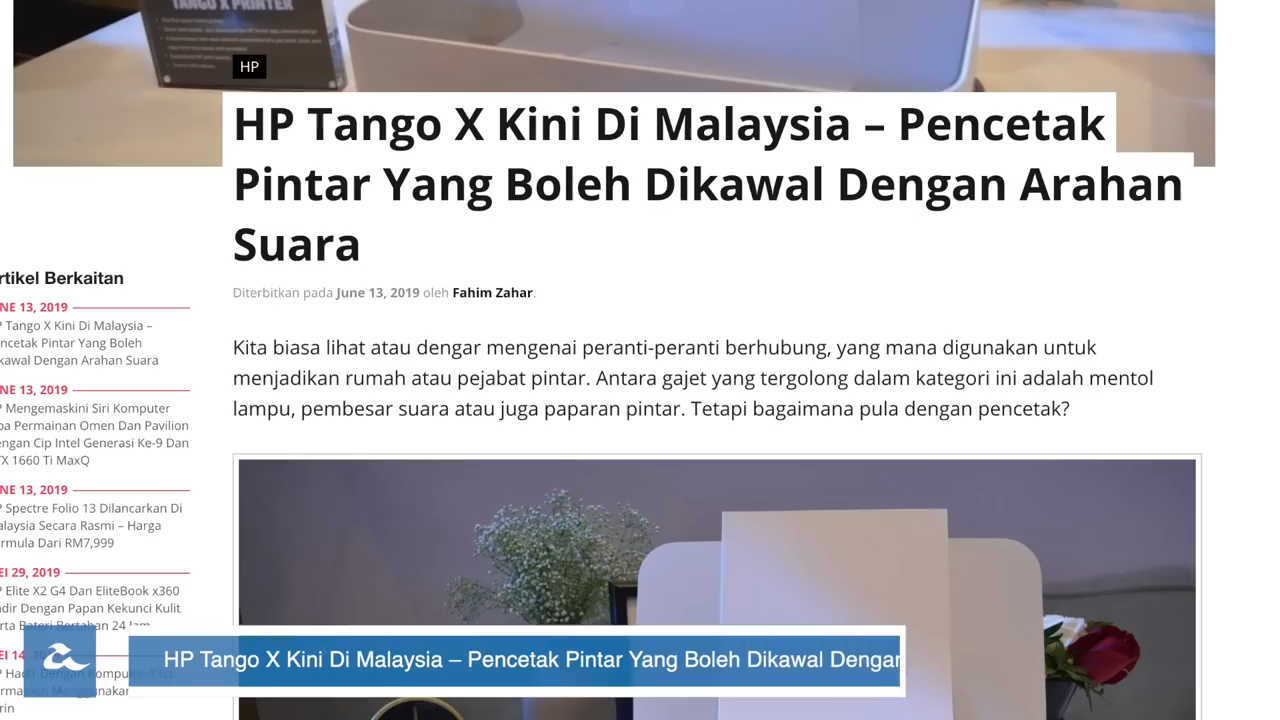 TANGO X PRINTER
HP
HP Tango X Kini Di Malaysia – Pencetak
Pintar Yang Boleh Dikawal Dengan Arahan
Suara
Diterbitkan pada June 13, 2019 oleh Fahim Zahar.
Kita biasa lihat atau dengar mengenai peranti-peranti berhubung, yang mana digunakan untuk
menjadikan rumah atau pejabat pintar. Antara gajet yang tergolong dalam kategori ini adalah mentol
lampu, pembesar suara atau juga paparan pintar. Tetapi bagaimana pula dengan pencetak?
rtikel Berkaitan
NE 13, 2019
P Tango X Kini Di Malaysia –
ncetak Pintar Yang Boleh
kawal Dengan Arahan Suara
NE 13, 2019
P Mengemaskini Siri Komputer
ba Permainan Omen Dan Pavilion
engan Cip Intel Generasi Ke-9 Dan
TX 1660 Ti MaxQ
NE 13, 2019
P Spectre Folio 13 Dilancarkan Di
alaysia Secara Rasmi – Harga
rmula Dari RM7,999
EI 29, 2019
P Elite X2 G4 Dan EliteBook x360
adir Dengan Papan Kekunci Kulit
rta Bateri Bertahan 24 Jam
EI 14
rin
HP Tango X Kini Di Malaysia – Pencetak Pintar Yang Boleh Dikawal Dengan